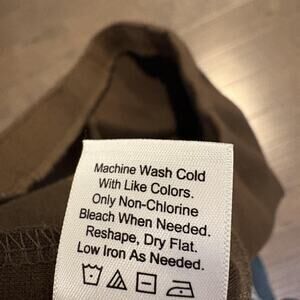 Machine Wash Cold
With Like Colors.
Only Non-Chlorine
Bleach When Needed.
Reshape, Dry Flat.
Low Iron As Needed.